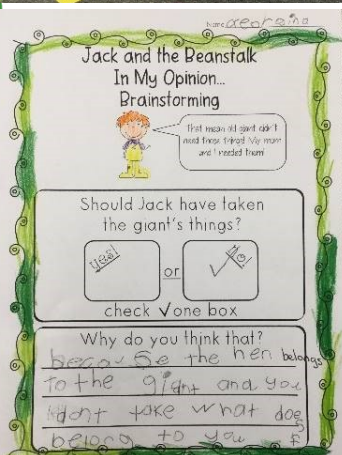 Name Georgina
Jack and the Beanstalk
In My Opinion...
Brainstorming
That mean old giant didn't
need those things! My mom
and I needed them!
Should Jack have taken
the giant's things?
yes!
or
✓ no
check ✓ one box
Why do you think that?
because the hen belongs
to the giant and you
dont take what does
belong to you